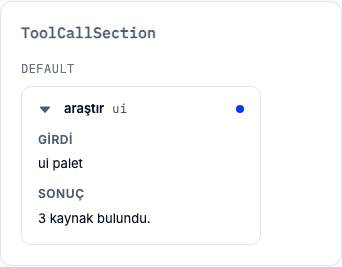 ToolCallSection
DEFAULT
araştır ui
GİRDİ
ui palet
SONUÇ
3 kaynak bulundu.